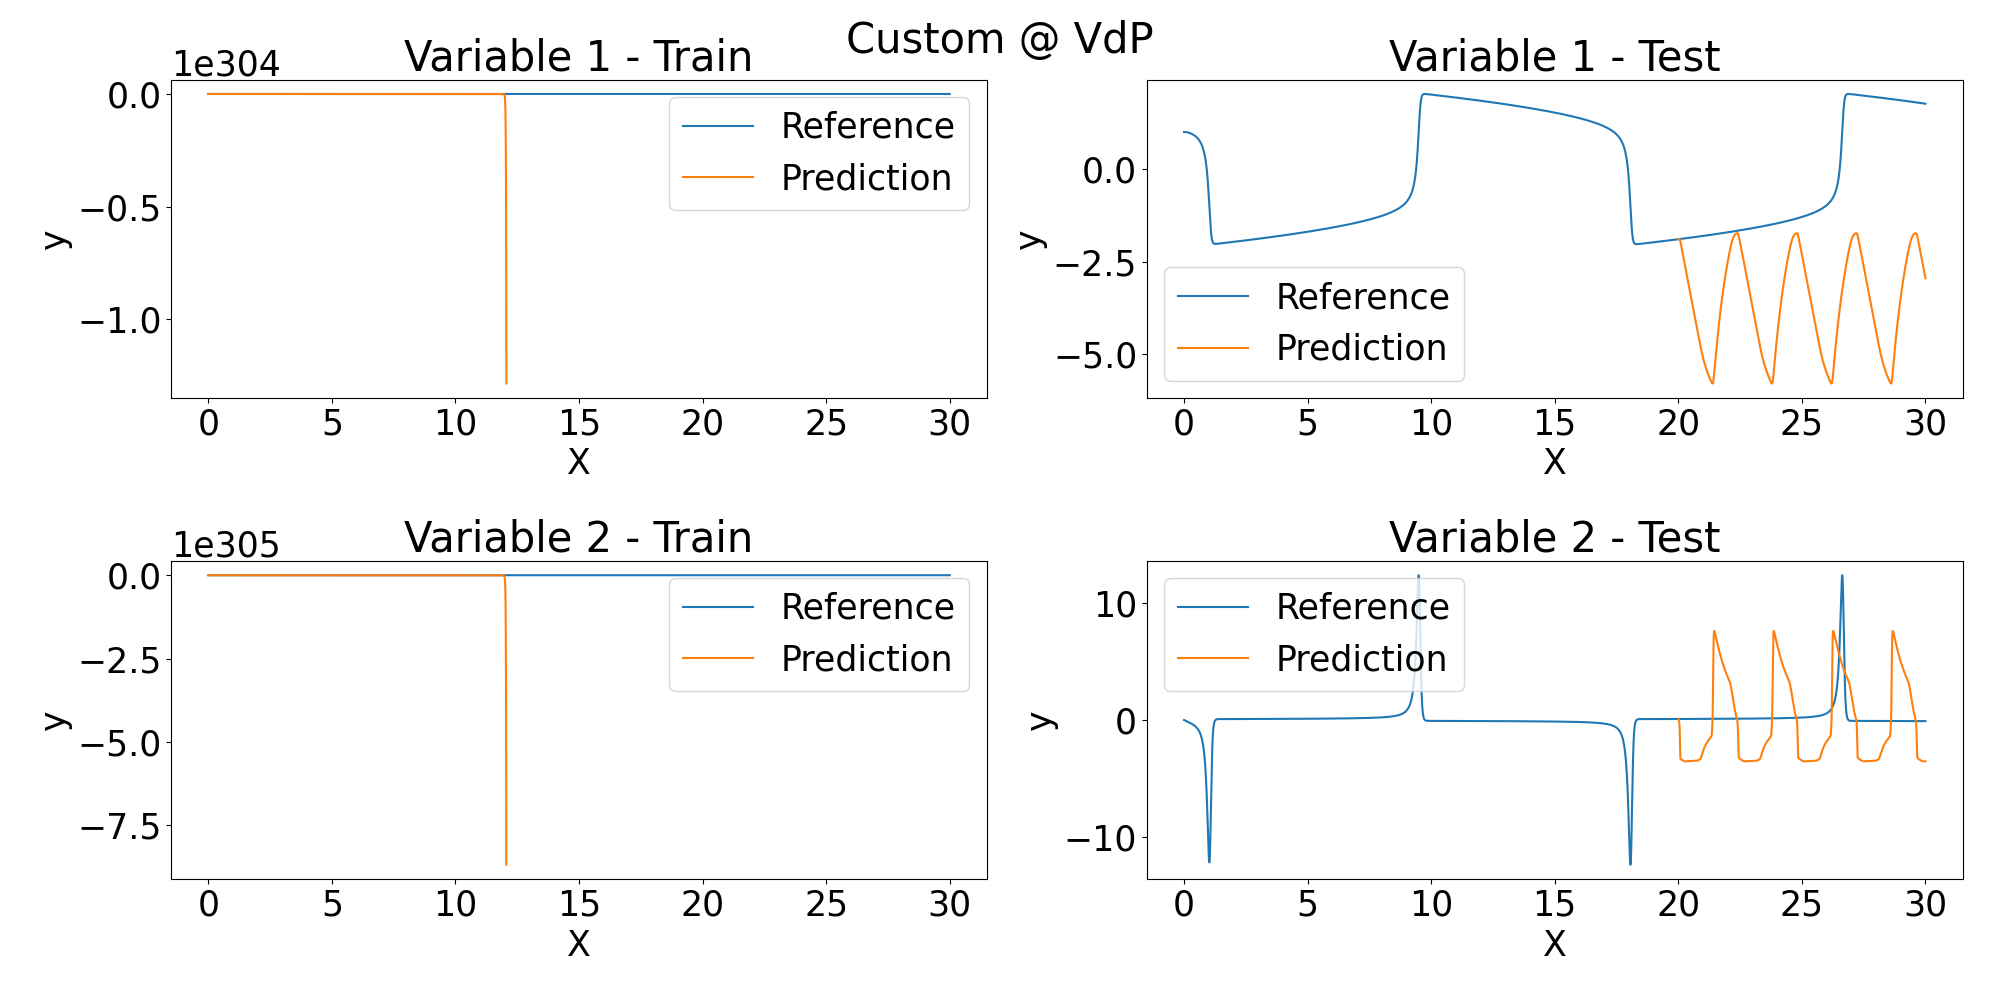 Custom @ VdP
Variable 1 - Train
1e304
0.0
−0.5
−1.0
y
Reference
Prediction
0 5 10 15 20 25 30
X
Variable 1 - Test
0.0
−2.5
−5.0
y
Reference
Prediction
0 5 10 15 20 25 30
X
Variable 2 - Train
1e305
0.0
−2.5
−5.0
−7.5
y
Reference
Prediction
0 5 10 15 20 25 30
X
Variable 2 - Test
10
0
−10
y
Reference
Prediction
0 5 10 15 20 25 30
X